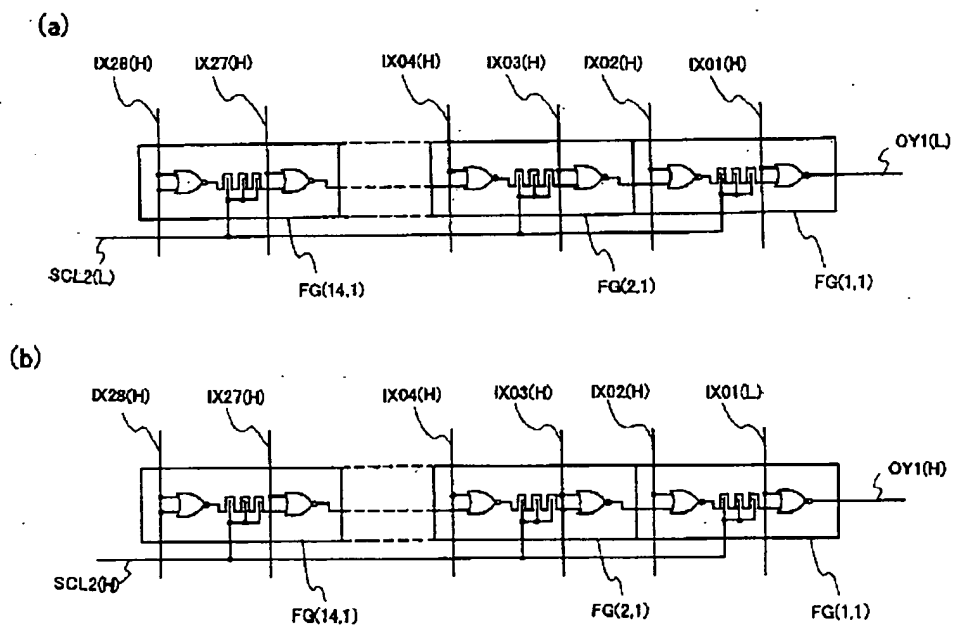 (a)
IX28(H) IX27(H) IX04(H) IX03(H) IX02(H) IX01(H)
OY1(L)
SCL2(L)
FG(14,1) FG(2,1) FG(1,1)
(b)
IX28(H) IX27(H) IX04(H) IX03(H) IX02(H) IX01(L)
OY1(H)
SCL2(H)
FG(14,1) FG(2,1) FG(1,1)